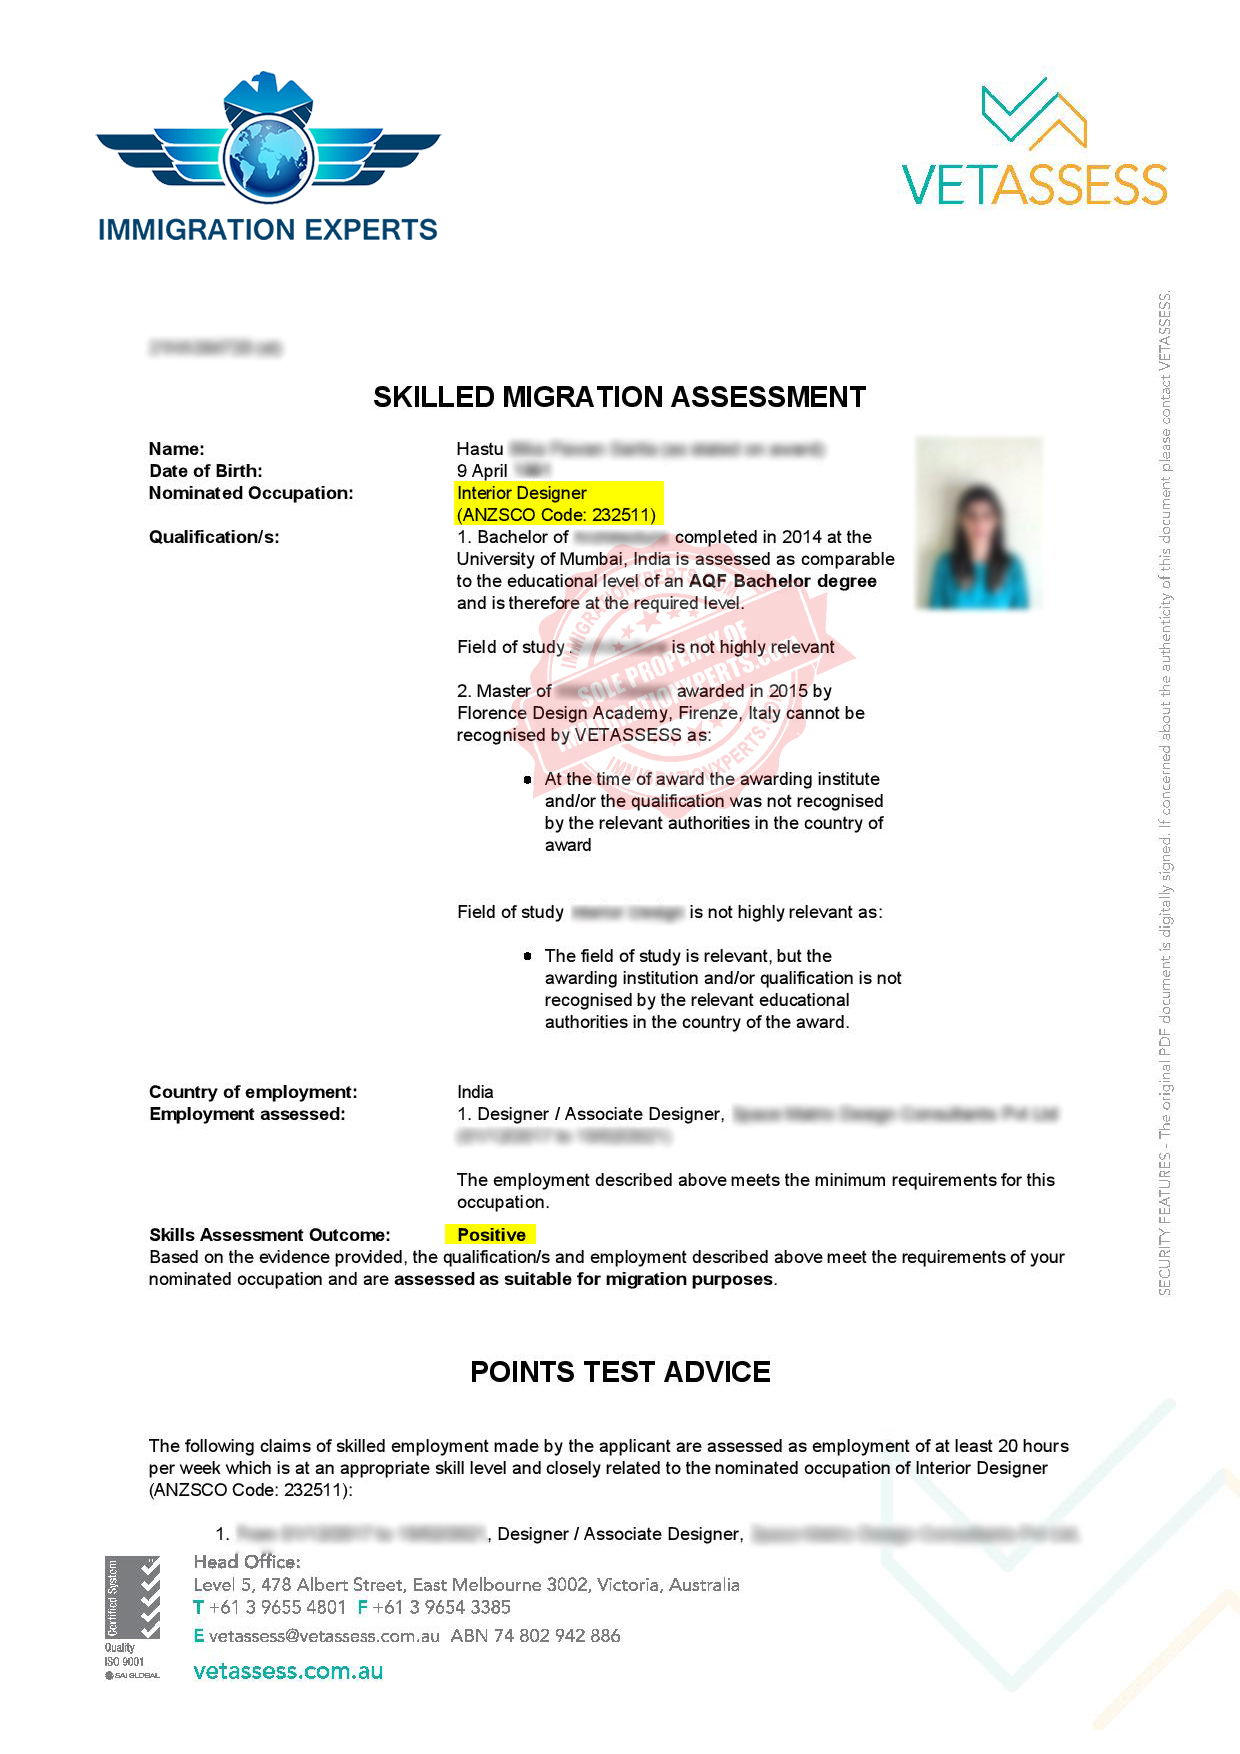 IMMIGRATION EXPERTS
VETASSESS
SKILLED MIGRATION ASSESSMENT
Name: Hastu
Date of Birth: 9 April
Nominated Occupation: Interior Designer
(ANZSCO Code: 232511)
Qualification/s: 1. Bachelor of completed in 2014 at the
University of Mumbai, India is assessed as comparable
to the educational level of an AQF Bachelor degree
and is therefore at the required level.
Field of study is not highly relevant
2. Master of awarded in 2015 by
Florence Design Academy, Firenze, Italy cannot be
recognised by VETASSESS as:
• At the time of award the awarding institute
and/or the qualification was not recognised
by the relevant authorities in the country of
award
Field of study is not highly relevant as:
• The field of study is relevant, but the
awarding institution and/or qualification is not
recognised by the relevant educational
authorities in the country of the award.
IMMIGRATIONXPERTS.COM
SOLE PROPERTY OF
IMMIGRATIONXPERTS.COM
IMMIGRATIONXPERTS.COM
Country of employment: India
Employment assessed: 1. Designer / Associate Designer,
The employment described above meets the minimum requirements for this
occupation.
Skills Assessment Outcome: Positive
Based on the evidence provided, the qualification/s and employment described above meet the requirements of your
nominated occupation and are assessed as suitable for migration purposes.
POINTS TEST ADVICE
The following claims of skilled employment made by the applicant are assessed as employment of at least 20 hours
per week which is at an appropriate skill level and closely related to the nominated occupation of Interior Designer
(ANZSCO Code: 232511):
1. , Designer / Associate Designer,
Certified System
Quality
ISO 9001
SAI GLOBAL
Head Office:
Level 5, 478 Albert Street, East Melbourne 3002, Victoria, Australia
T +61 3 9655 4801 F +61 3 9654 3385
E vetassess@vetassess.com.au ABN 74 802 942 886
vetassess.com.au
SECURITY FEATURES - The original PDF document is digitally signed. If concerned about the authenticity of this document please contact VETASSESS.